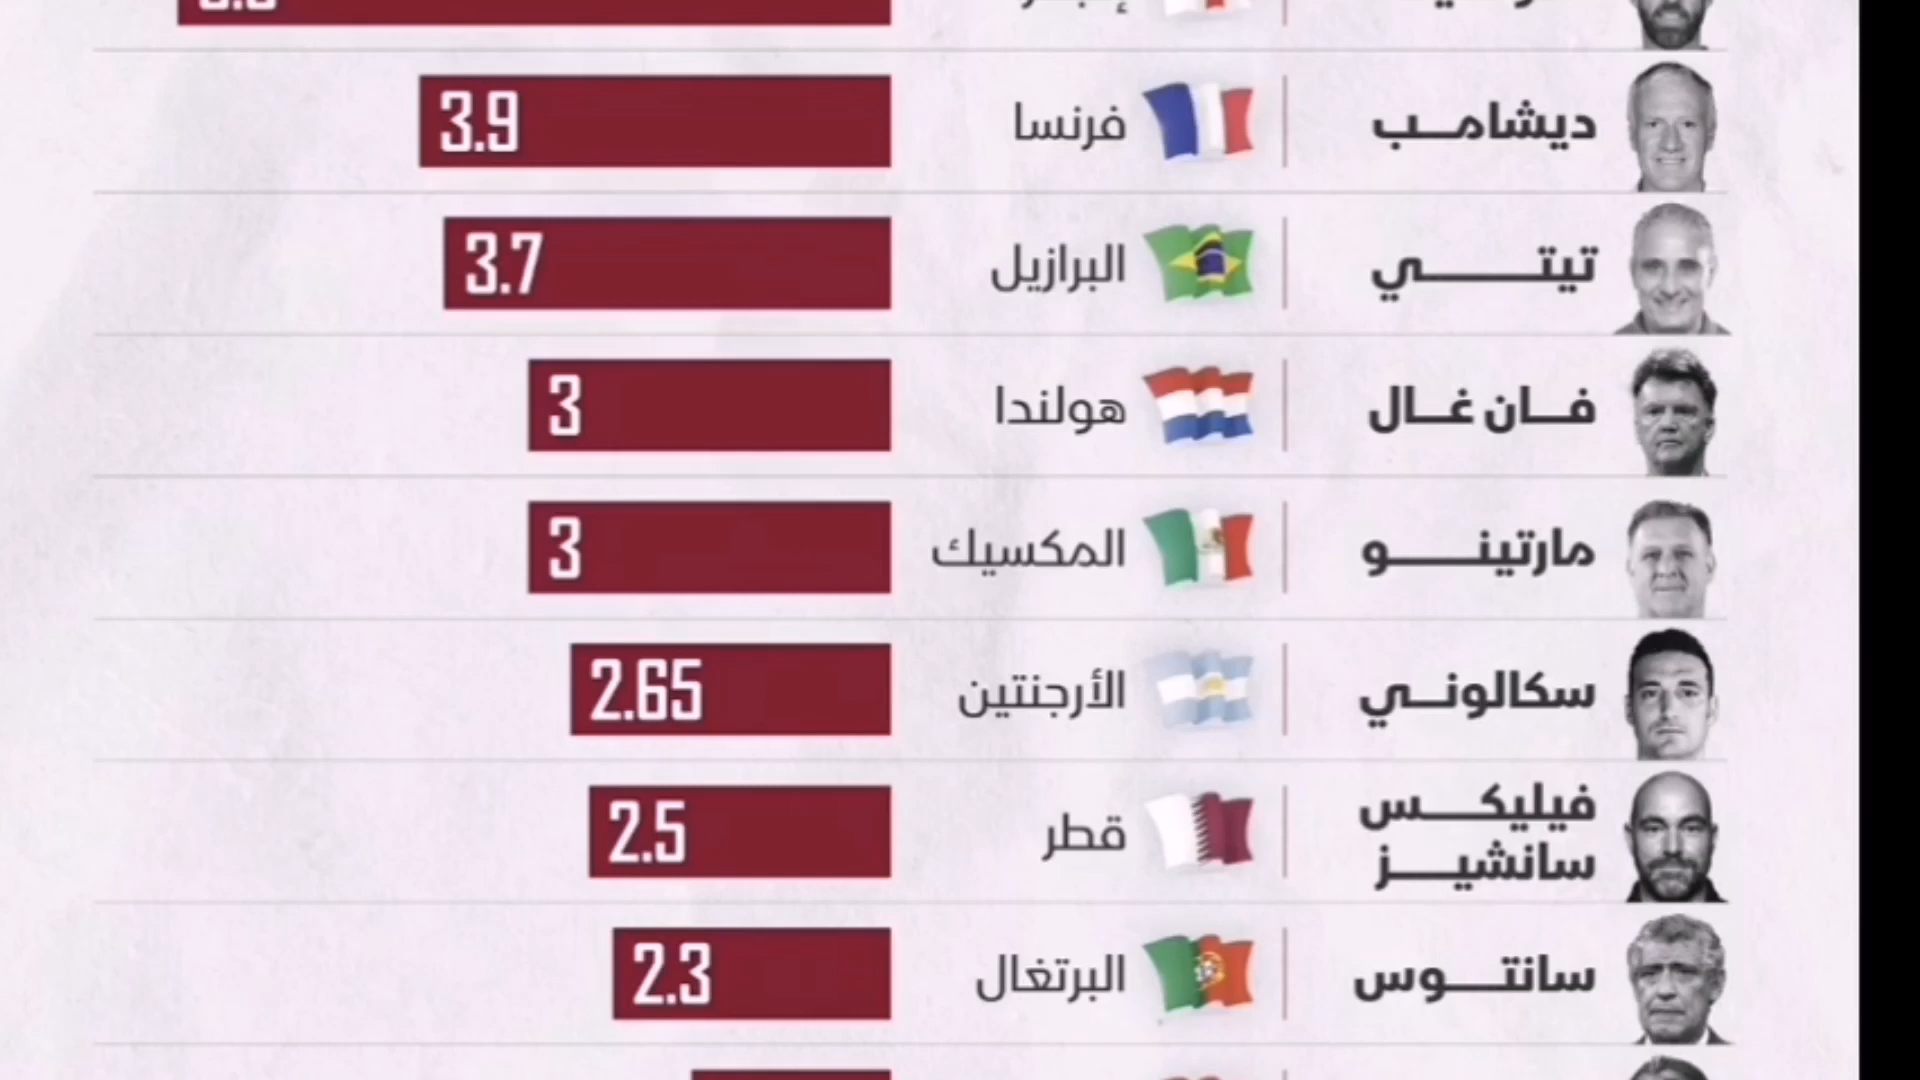 ديشامب فرنسا 3.9
تيتي البرازيل 3.7
فان غال هولندا 3
مارتينو المكسيك 3
سكالوني الأرجنتين 2.65
فيليكس سانشيز قطر 2.5
سانتوس البرتغال 2.3